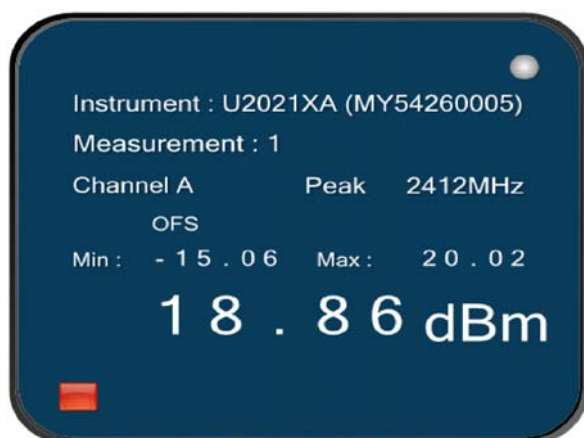 Instrument : U2021XA (MY54260005)
Measurement : 1
Channel A Peak 2412MHz
OFS
Min : -15.06 Max : 20.02
18.86 dBm